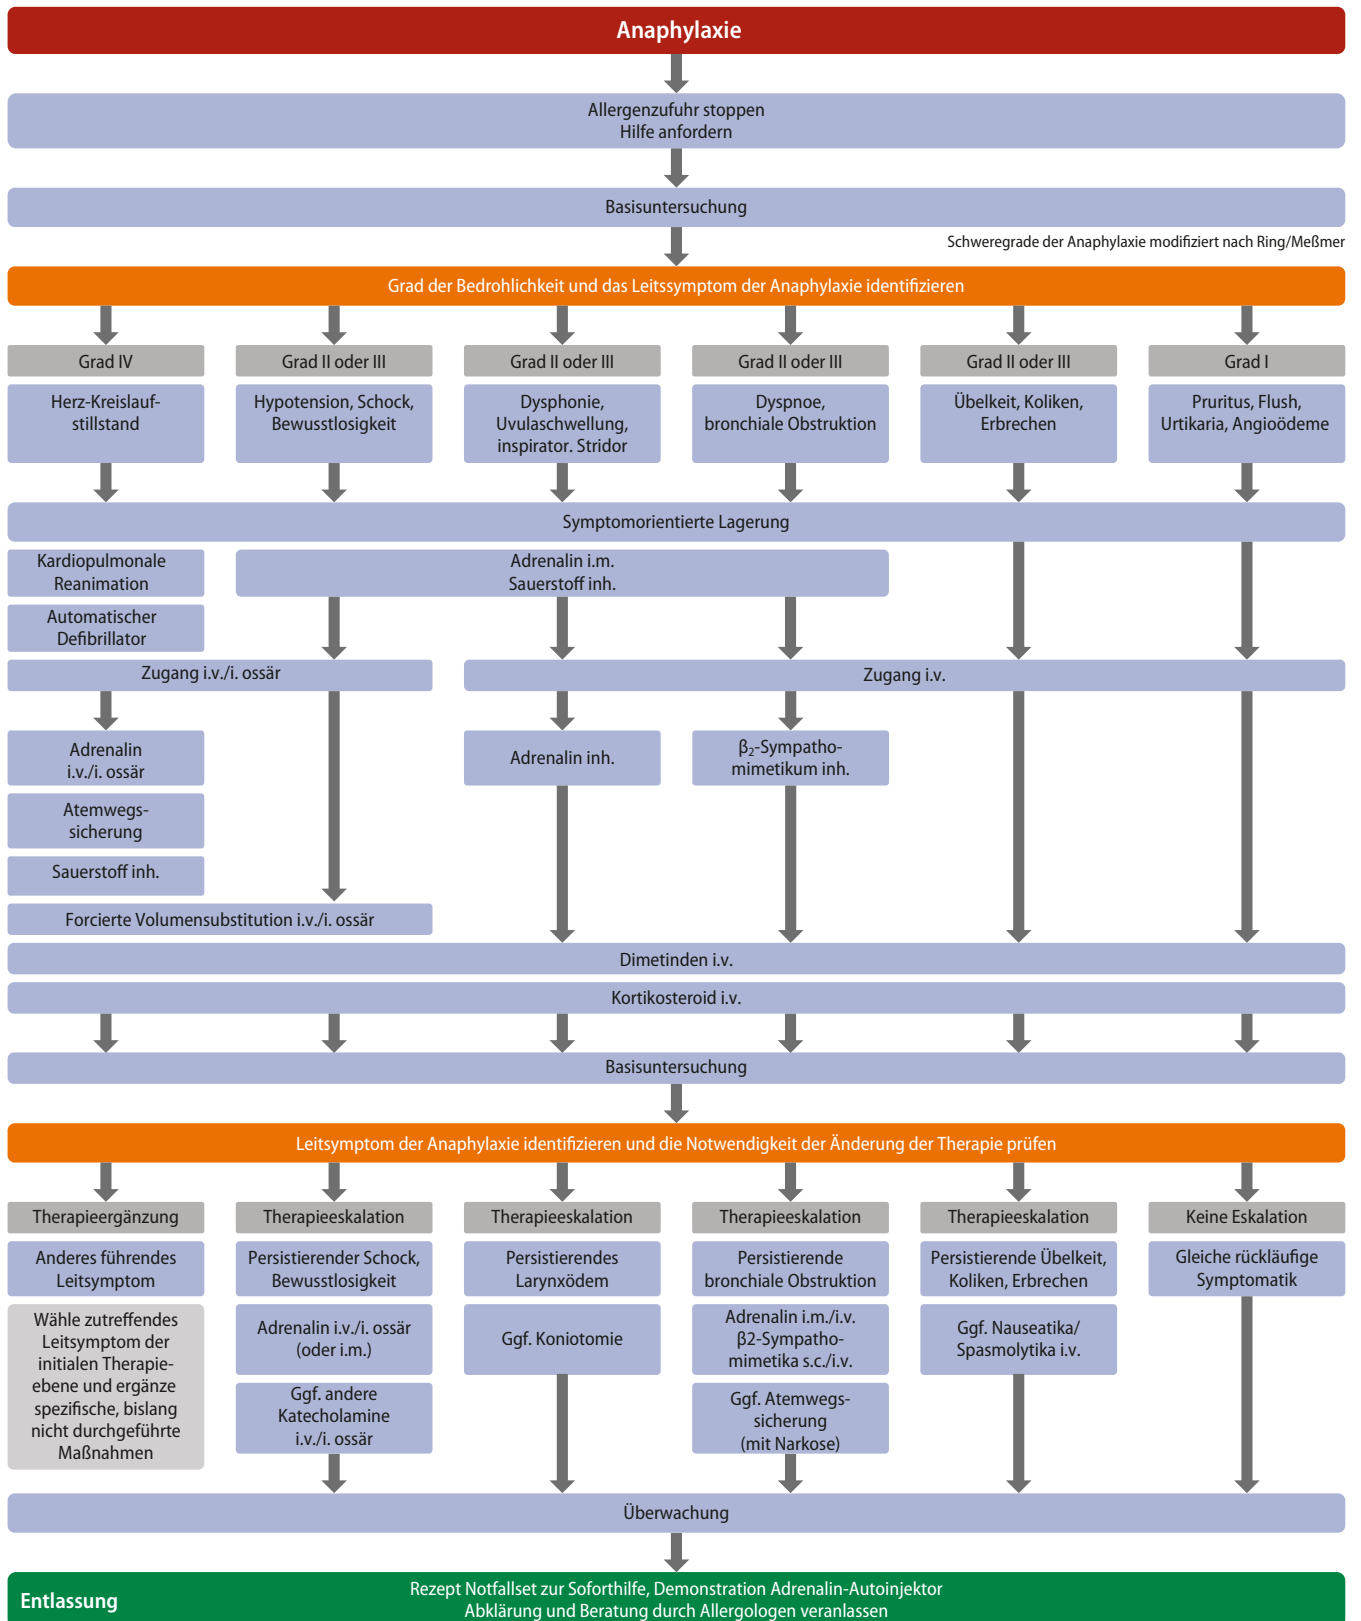 Anaphylaxie
Allergenzufuhr stoppen
Hilfe anfordern
Basisuntersuchung
Schweregrade der Anaphylaxie modifiziert nach Ring/Meßmer
Grad der Bedrohlichkeit und das Leitssymptom der Anaphylaxie identifizieren
Grad IV
Herz-Kreislauf-
stillstand
Grad II oder III
Hypotension, Schock,
Bewusstlosigkeit
Grad II oder III
Dysphonie,
Uvulaschwellung,
inspirator. Stridor
Grad II oder III
Dyspnoe,
bronchiale Obstruktion
Grad II oder III
Übelkeit, Koliken,
Erbrechen
Grad I
Pruritus, Flush,
Urtikaria, Angioödeme
Symptomorientierte Lagerung
Kardiopulmonale
Reanimation
Automatischer
Defibrillator
Adrenalin i.m.
Sauerstoff inh.
Zugang i.v./i. ossär
Zugang i.v.
Adrenalin
i.v./i. ossär
Atemwegs-
sicherung
Sauerstoff inh.
Adrenalin inh.
β₂-Sympatho-
mimetikum inh.
Forcierte Volumensubstitution i.v./i. ossär
Dimetinden i.v.
Kortikosteroid i.v.
Basisuntersuchung
Leitsymptom der Anaphylaxie identifizieren und die Notwendigkeit der Änderung der Therapie prüfen
Therapieergänzung
Anderes führendes
Leitsymptom
Wähle zutreffendes
Leitsymptom der
initialen Therapie-
ebene und ergänze
spezifische, bislang
nicht durchgeführte
Maßnahmen
Therapieeskalation
Persistierender Schock,
Bewusstlosigkeit
Adrenalin i.v./i. ossär
(oder i.m.)
Ggf. andere
Katecholamine
i.v./i. ossär
Therapieeskalation
Persistierendes
Larynxödem
Ggf. Koniotomie
Therapieeskalation
Persistierende
bronchiale Obstruktion
Adrenalin i.m./i.v.
β2-Sympatho-
mimetika s.c./i.v.
Ggf. Atemwegs-
sicherung
(mit Narkose)
Therapieeskalation
Persistierende Übelkeit,
Koliken, Erbrechen
Ggf. Nauseatika/
Spasmolytika i.v.
Keine Eskalation
Gleiche rückläufige
Symptomatik
Überwachung
Entlassung
Rezept Notfallset zur Soforthilfe, Demonstration Adrenalin-Autoinjektor
Abklärung und Beratung durch Allergologen veranlassen